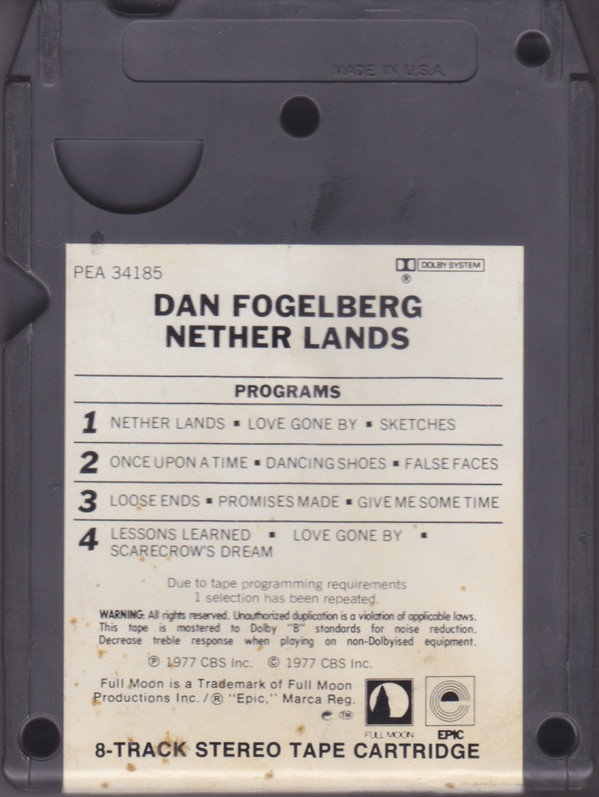 MADE IN U.S.A.
PEA 34185
DOLBY SYSTEM
®
DAN FOGELBERG
NETHER LANDS
PROGRAMS
1 NETHER LANDS ▪ LOVE GONE BY ▪ SKETCHES
2 ONCE UPON A TIME ▪ DANCING SHOES ▪ FALSE FACES
3 LOOSE ENDS ▪ PROMISES MADE ▪ GIVE ME SOME TIME
4 LESSONS LEARNED ▪ LOVE GONE BY ▪
SCARECROW'S DREAM
Due to tape programming requirements
1 selection has been repeated.
WARNING: All rights reserved. Unauthorized duplication is a violation of applicable laws.
This tape is mastered to Dolby "B" standards for noise reduction.
Decrease treble response when playing on non-Dolbyised equipment.
℗ 1977 CBS Inc. © 1977 CBS Inc.
Full Moon is a Trademark of Full Moon
Productions Inc./® "Epic," Marca Reg.
e ™
FULL MOON EPIC
8-TRACK STEREO TAPE CARTRIDGE